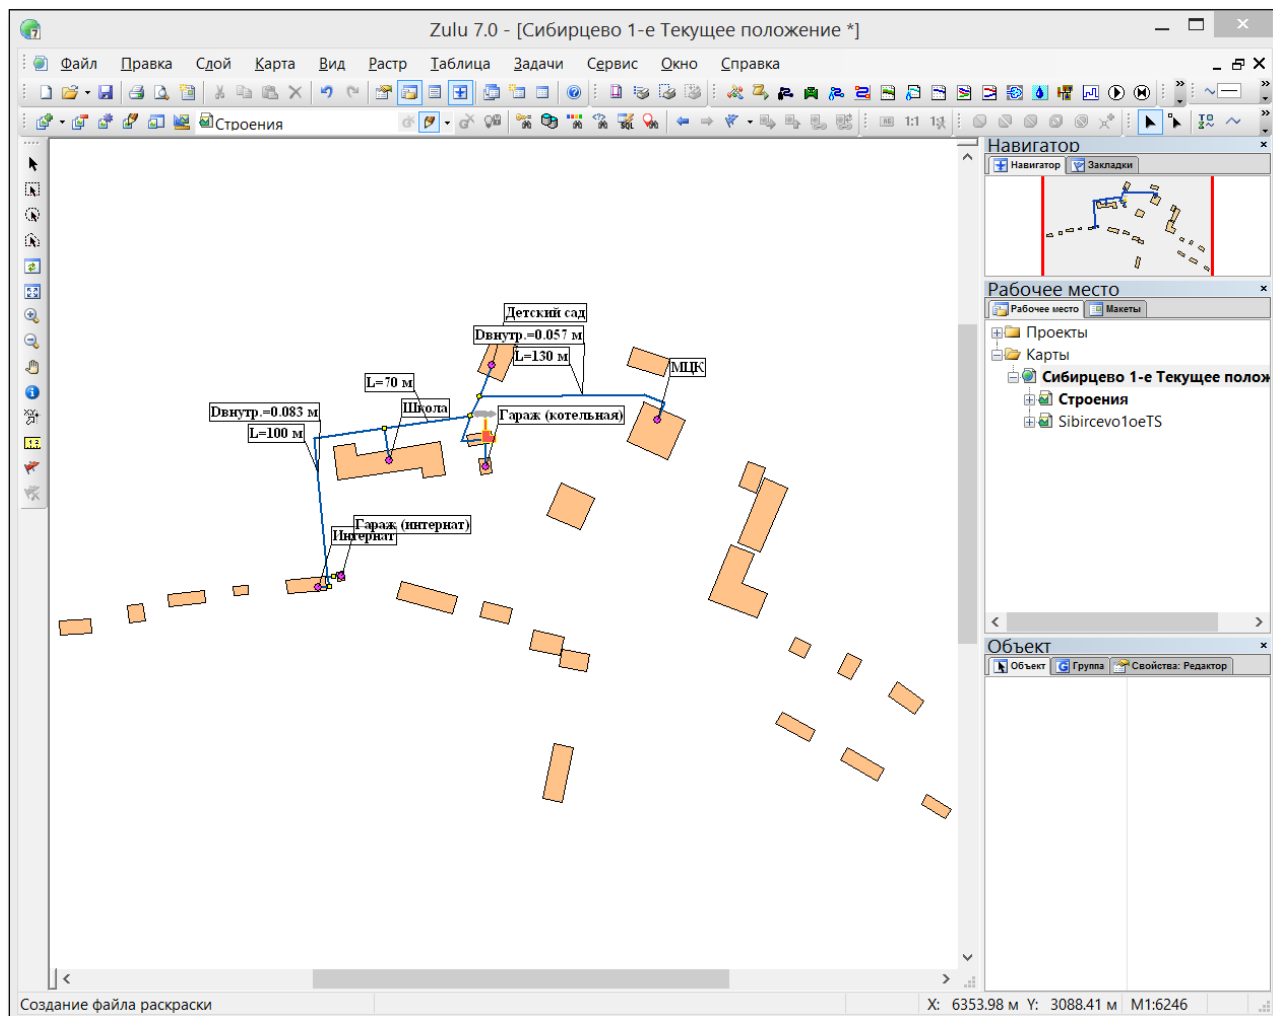 Zulu 7.0 - [Сибирцево 1-е Текущее положение *]
Файл Правка Слой Карта Вид Растр Таблица Задачи Сервис Окно Справка
Строения
1:1
Навигатор
Навигатор Закладки
Рабочее место
Рабочее место Макеты
Проекты
Карты
Сибирцево 1-е Текущее полож
Строения
Sibircevo1oeTS
Детский сад
Dвнутр.=0.057 м
L=130 м
МЦК
L=70 м
Школа
Гараж (котельная)
Dвнутр.=0.083 м
L=100 м
Гараж (интернат)
Интернат
Объект
Объект Группа Свойства: Редактор
Создание файла раскраски
X: 6353.98 м Y: 3088.41 м М1:6246